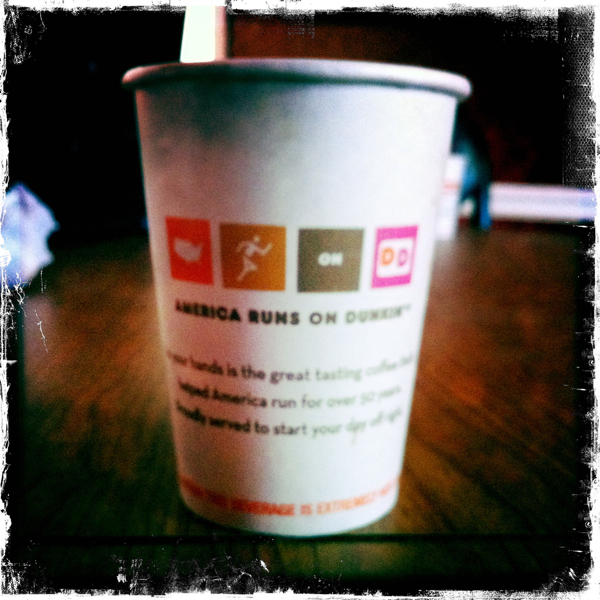 ON
DD
AMERICA RUNS ON DUNKIN'™
your hands is the great tasting coffee that
helped America run for over 50 years.
Proudly served to start your day off right.
BEVERAGE IS EXTREMELY